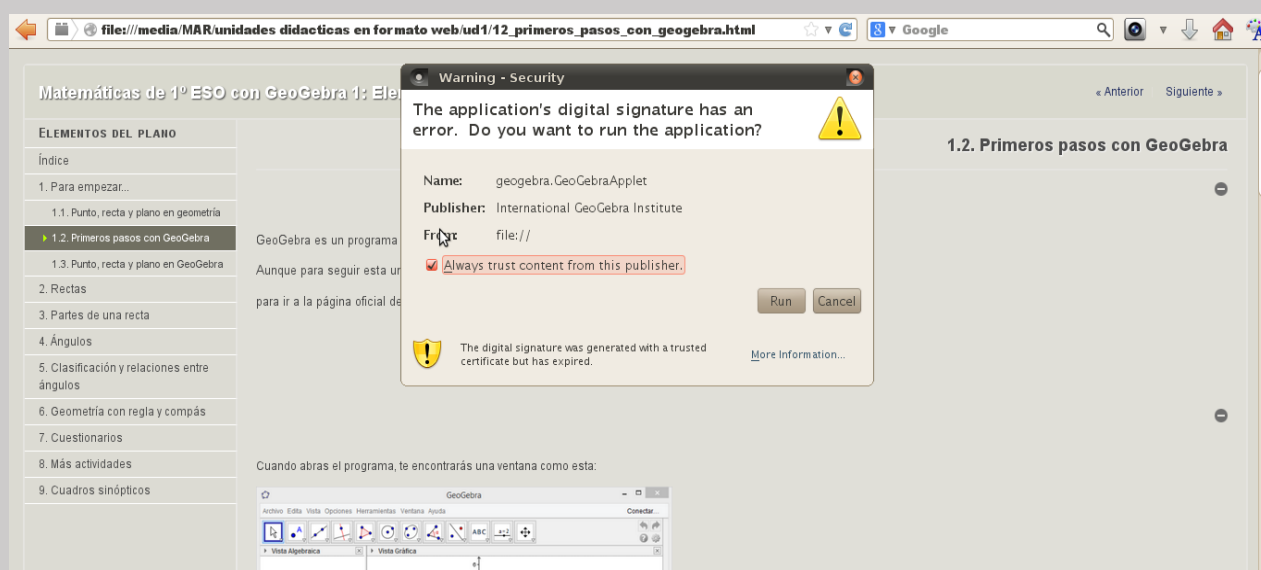 file:///media/MAR/unidades didacticas en formato web/ud1/12_primeros_pasos_con_geogebra.html
Google
Matemáticas de 1º ESO con GeoGebra 1: Ele
« Anterior Siguiente »
ELEMENTOS DEL PLANO
Índice
1. Para empezar...
1.1. Punto, recta y plano en geometría
1.2. Primeros pasos con GeoGebra
1.3. Punto, recta y plano en GeoGebra
2. Rectas
3. Partes de una recta
4. Ángulos
5. Clasificación y relaciones entre
ángulos
6. Geometría con regla y compás
7. Cuestionarios
8. Más actividades
9. Cuadros sinópticos
1.2. Primeros pasos con GeoGebra
GeoGebra es un programa
Aunque para seguir esta un
para ir a la página oficial de
Warning - Security
The application's digital signature has an
error. Do you want to run the application?
Name: geogebra.GeoGebraApplet
Publisher: International GeoGebra Institute
From: file://
Always trust content from this publisher.
Run Cancel
The digital signature was generated with a trusted
certificate but has expired.
More Information...
Cuando abras el programa, te encontrarás una ventana como esta:
GeoGebra
Archivo Edita Vista Opciones Herramientas Ventana Ayuda Conectar...
ABC a=2
Vista Algebraica Vista Gráfica